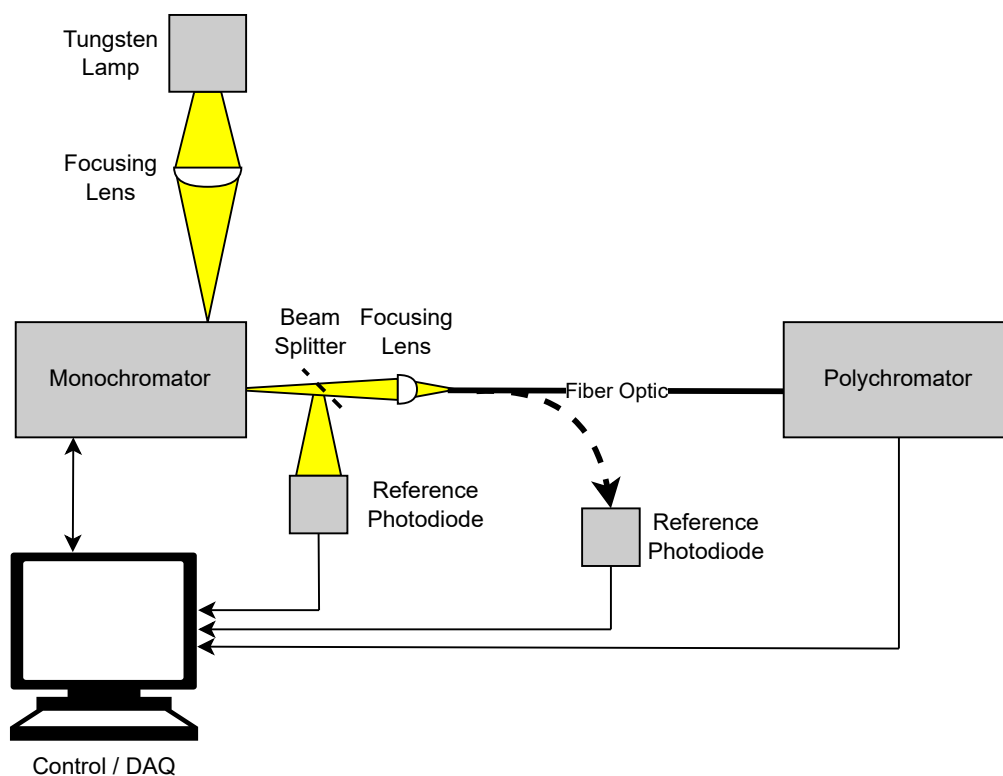 Tungsten
Lamp
Focusing
Lens
Beam
Splitter
Focusing
Lens
Monochromator
Fiber Optic
Polychromator
Reference
Photodiode
Reference
Photodiode
Control / DAQ